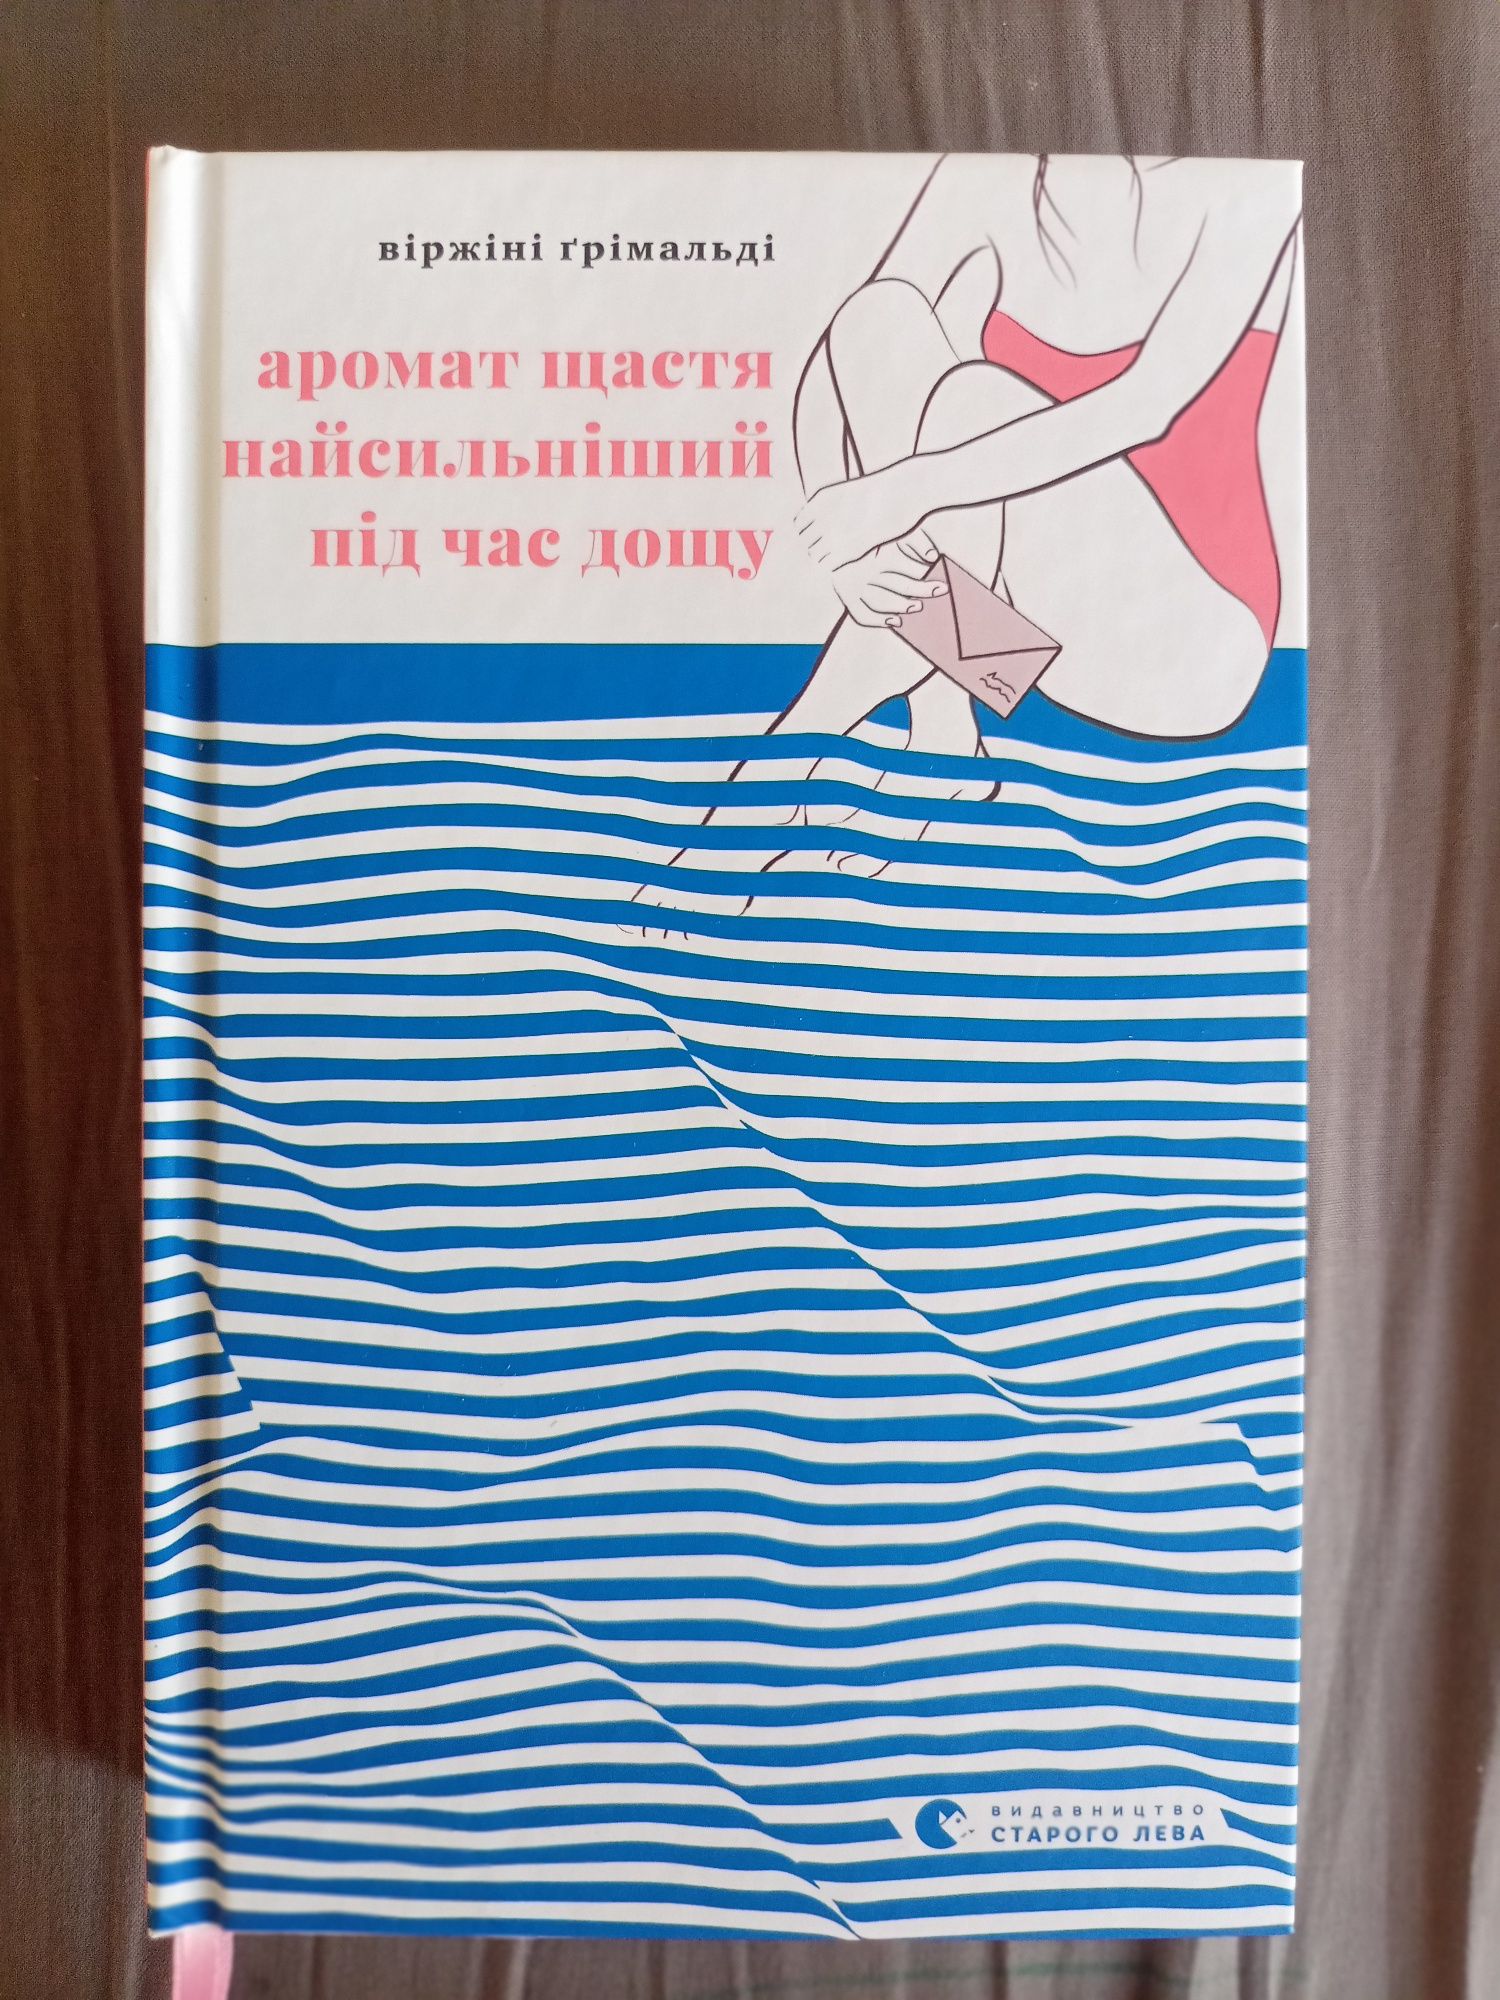 віржіні ґрімальді
аромат щастя
найсильніший
під час дощу
видавництво
СТАРОГО ЛЕВА